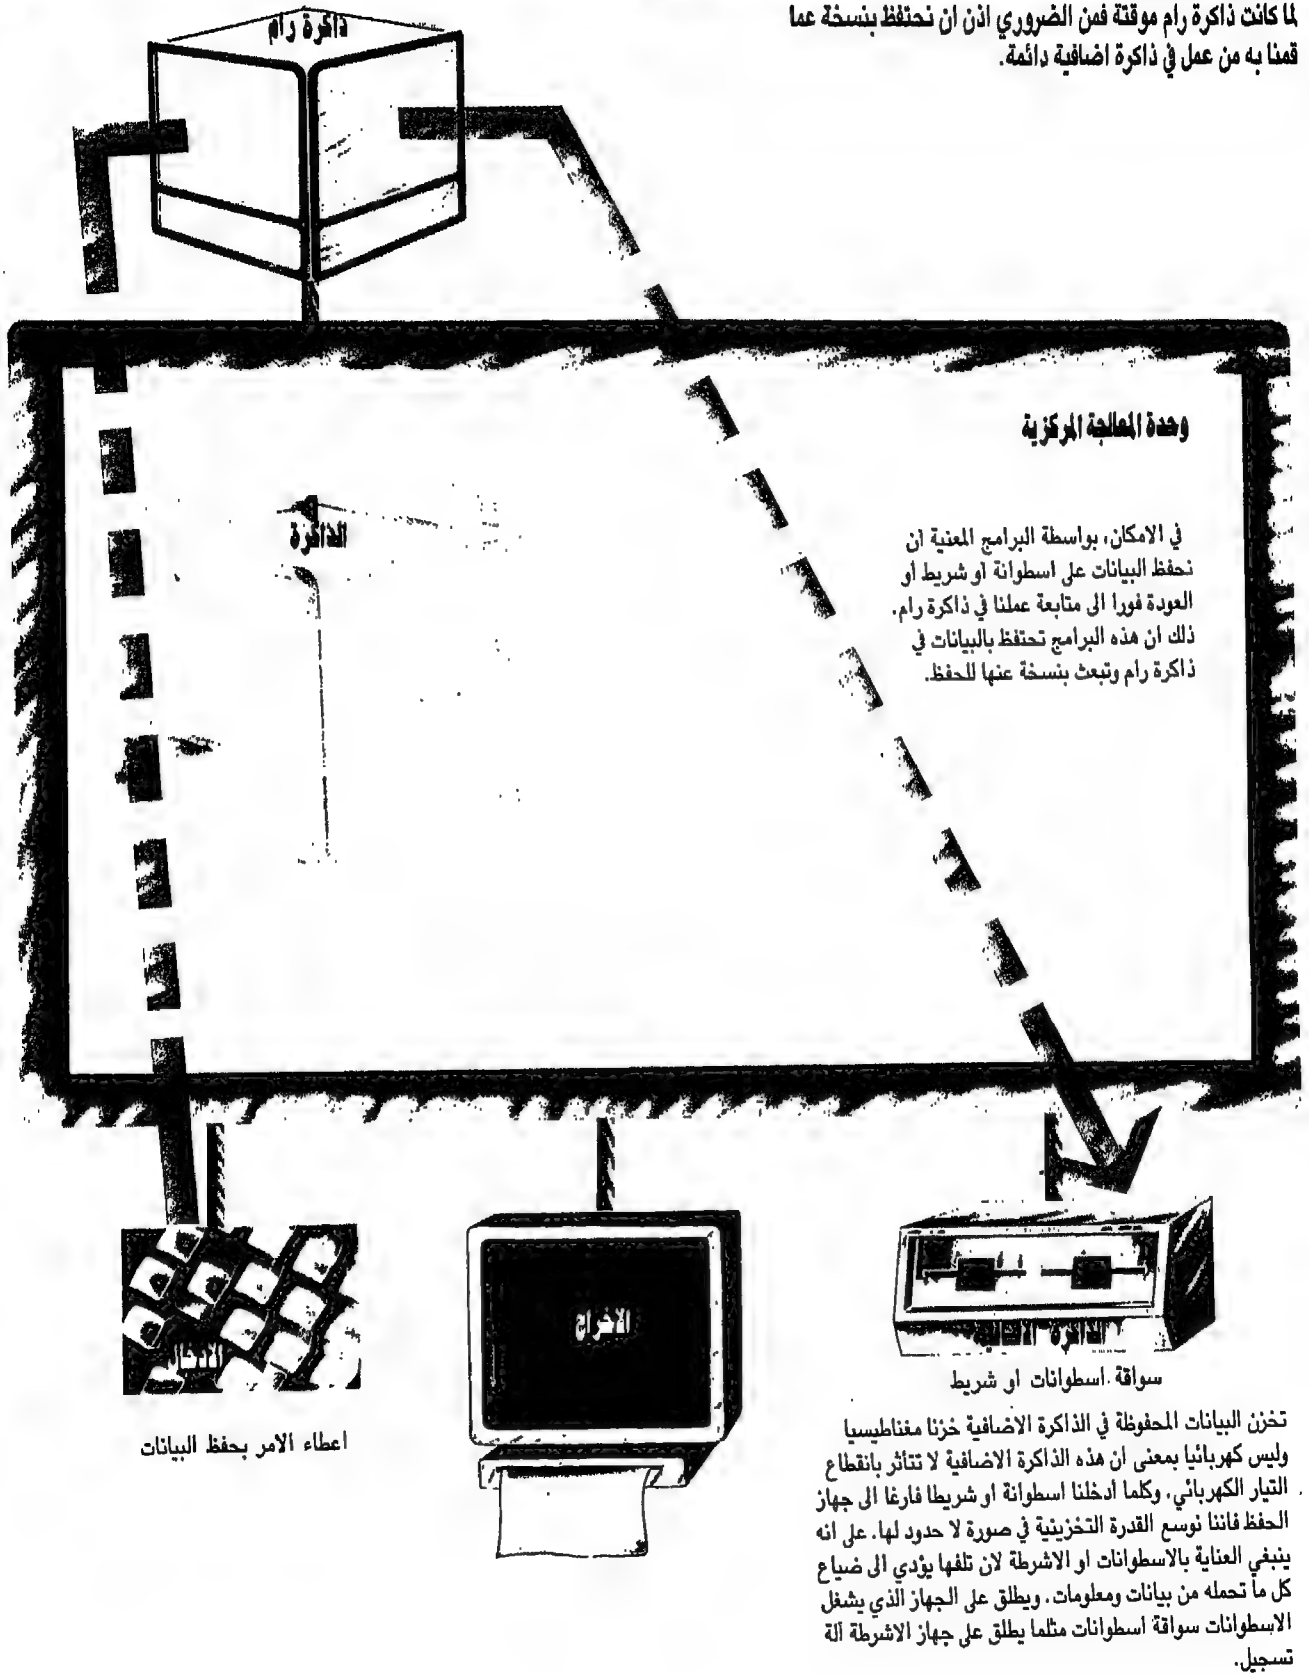 لما كانت ذاكرة رام موقتة فمن الضروري اذن ان نحتفظ بنسخة عما
قمنا به من عمل في ذاكرة اضافية دائمة.
ذاكرة رام
وحدة المعالجة المركزية
الذاكرة
في الامكان، بواسطة البرامج المعنية ان
نحفظ البيانات على اسطوانة أو شريط أو
العودة فورا الى متابعة عملنا في ذاكرة رام.
ذلك ان هذه البرامج تحتفظ بالبيانات في
ذاكرة رام وتبعث بنسخة عنها للحفظ.
الادخال
اعطاء الامر بحفظ البيانات
الاخراج
الذاكرة الاضافية
سواقة اسطوانات او شريط
تخزن البيانات المحفوظة في الذاكرة الاضافية خزنا مغناطيسيا
وليس كهربائيا بمعنى ان هذه الذاكرة الاضافية لا تتأثر بانقطاع
التيار الكهربائي. وكلما أدخلنا اسطوانة او شريطا فارغا الى جهاز
الحفظ فاننا نوسع القدرة التخزينية في صورة لا حدود لها. على انه
ينبغي العناية بالاسطوانات او الاشرطة لان تلفها يؤدي الى ضياع
كل ما تحمله من بيانات ومعلومات. ويطلق على الجهاز الذي يشغل
الاسطوانات سواقة اسطوانات مثلما يطلق على جهاز الاشرطة آلة
تسجيل.